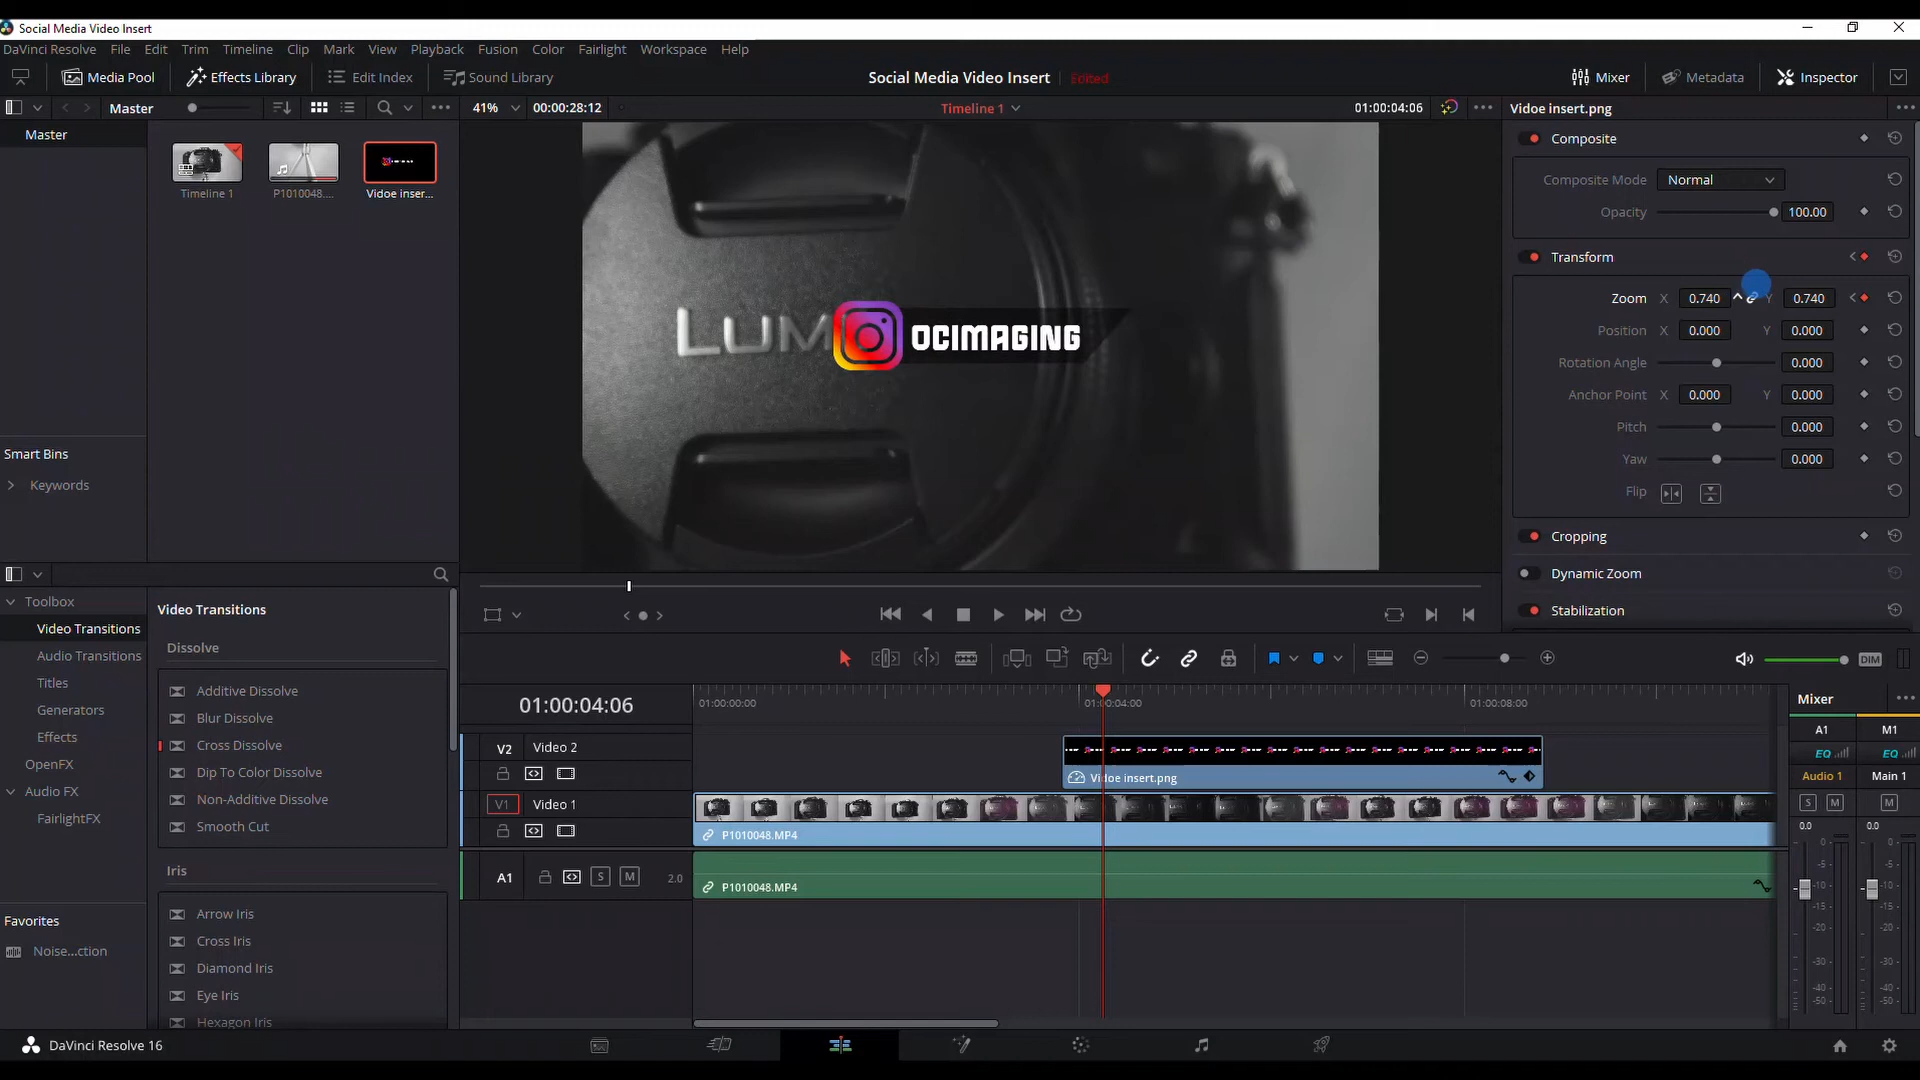 Social Media Video Insert
DaVinci Resolve File Edit Trim Timeline Clip Mark View Playback Fusion Color Fairlight Workspace Help
Media Pool Effects Library Edit Index Sound Library Social Media Video Insert Edited Mixer Metadata Inspector
Master 41% 00:00:28:12 Timeline 1 01:00:04:06 Vidoe insert.png
Master
Timeline 1 P1010048.... Vidoe inser...
Smart Bins
Keywords
LUM
OCIMAGING
Composite
Composite Mode Normal
Opacity 100.00
Transform
Zoom X 0.740 Y 0.740
Position X 0.000 Y 0.000
Rotation Angle 0.000
Anchor Point X 0.000 Y 0.000
Pitch 0.000
Yaw 0.000
Flip
Cropping
Dynamic Zoom
Stabilization
Toolbox
Video Transitions
Audio Transitions
Titles
Generators
Effects
OpenFX
Audio FX
FairlightFX
Favorites
Noise...ction
Video Transitions
Dissolve
Additive Dissolve
Blur Dissolve
Cross Dissolve
Dip To Color Dissolve
Non-Additive Dissolve
Smooth Cut
Iris
Arrow Iris
Cross Iris
Diamond Iris
Eye Iris
Hexagon Iris
DIM
01:00:04:06 01:00:00:00 01:00:04:00 01:00:08:00
V2 Video 2
Vidoe insert.png
V1 Video 1
P1010048.MP4
A1 S M 2.0
P1010048.MP4
Mixer
A1 M1
EQ EQ
Audio 1 Main 1
S M M
0.0 0.0
0 0
-5 -5
-10 -10
-15 -15
-20 -20
-30 -30
-40 -40
-50 -50
DaVinci Resolve 16